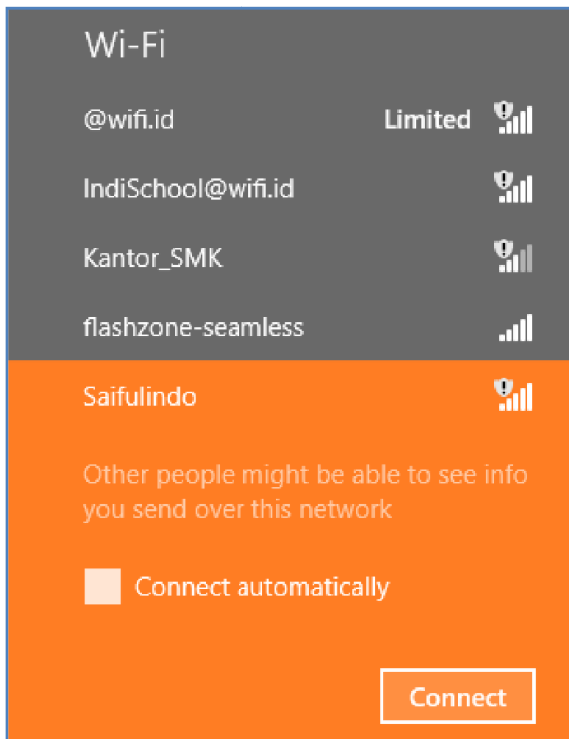 Wi-Fi
@wifi.id Limited
IndiSchool@wifi.id
Kantor_SMK
flashzone-seamless
Saifulindo
Other people might be able to see info
you send over this network
Connect automatically
Connect